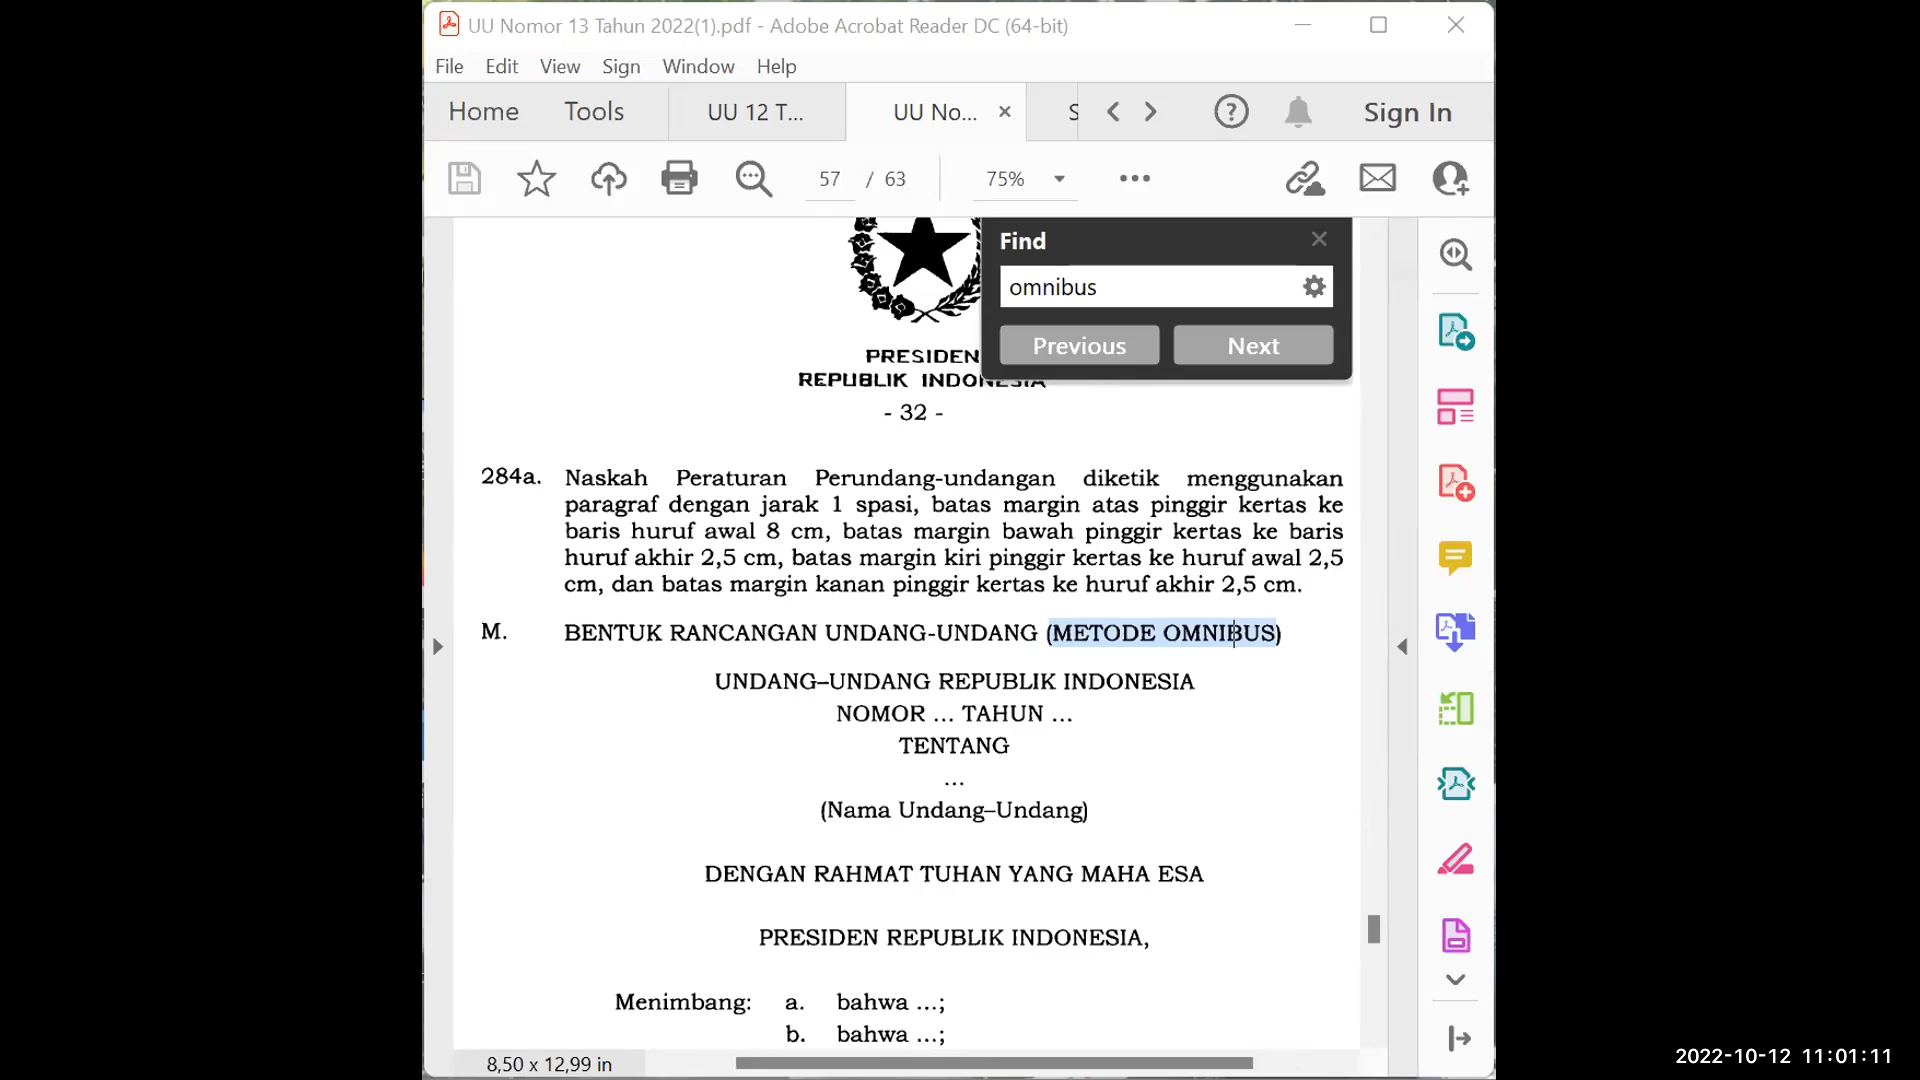 UU Nomor 13 Tahun 2022(1).pdf - Adobe Acrobat Reader DC (64-bit)
File Edit View Sign Window Help
Home Tools UU 12 T... UU No... S Sign In
57 / 63 75%
Find
omnibus
Previous Next
PRESIDEN
REPUBLIK INDONESIA
- 32 -
284a. Naskah Peraturan Perundang-undangan diketik menggunakan
paragraf dengan jarak 1 spasi, batas margin atas pinggir kertas ke
baris huruf awal 8 cm, batas margin bawah pinggir kertas ke baris
huruf akhir 2,5 cm, batas margin kiri pinggir kertas ke huruf awal 2,5
cm, dan batas margin kanan pinggir kertas ke huruf akhir 2,5 cm.
M. BENTUK RANCANGAN UNDANG-UNDANG (METODE OMNIBUS)
UNDANG–UNDANG REPUBLIK INDONESIA
NOMOR ... TAHUN ...
TENTANG
...
(Nama Undang–Undang)
DENGAN RAHMAT TUHAN YANG MAHA ESA
PRESIDEN REPUBLIK INDONESIA,
Menimbang: a. bahwa ...;
b. bahwa ...;
8,50 x 12,99 in
2022-10-12 11:01:11